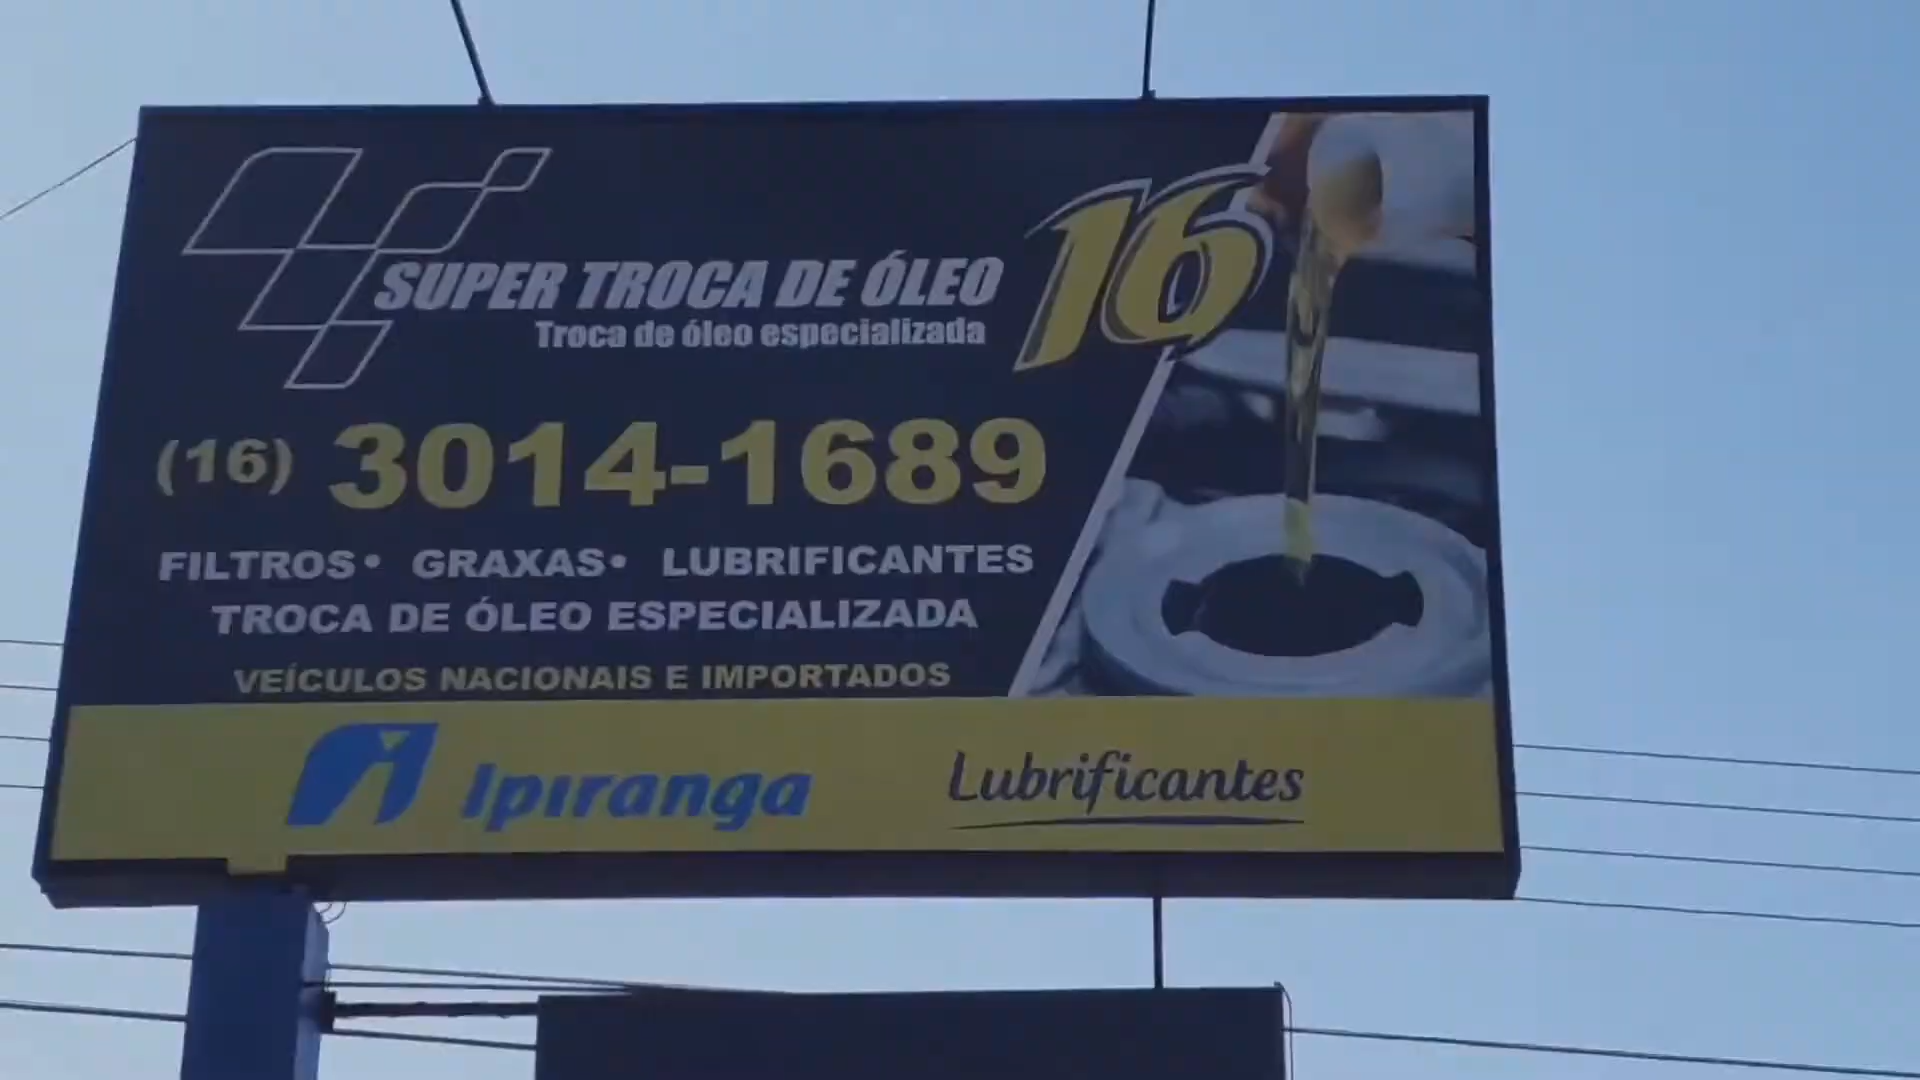 SUPER TROCA DE ÓLEO 16
Troca de óleo especializada
(16) 3014-1689
FILTROS• GRAXAS• LUBRIFICANTES
TROCA DE ÓLEO ESPECIALIZADA
VEÍCULOS NACIONAIS E IMPORTADOS
Ipiranga Lubrificantes